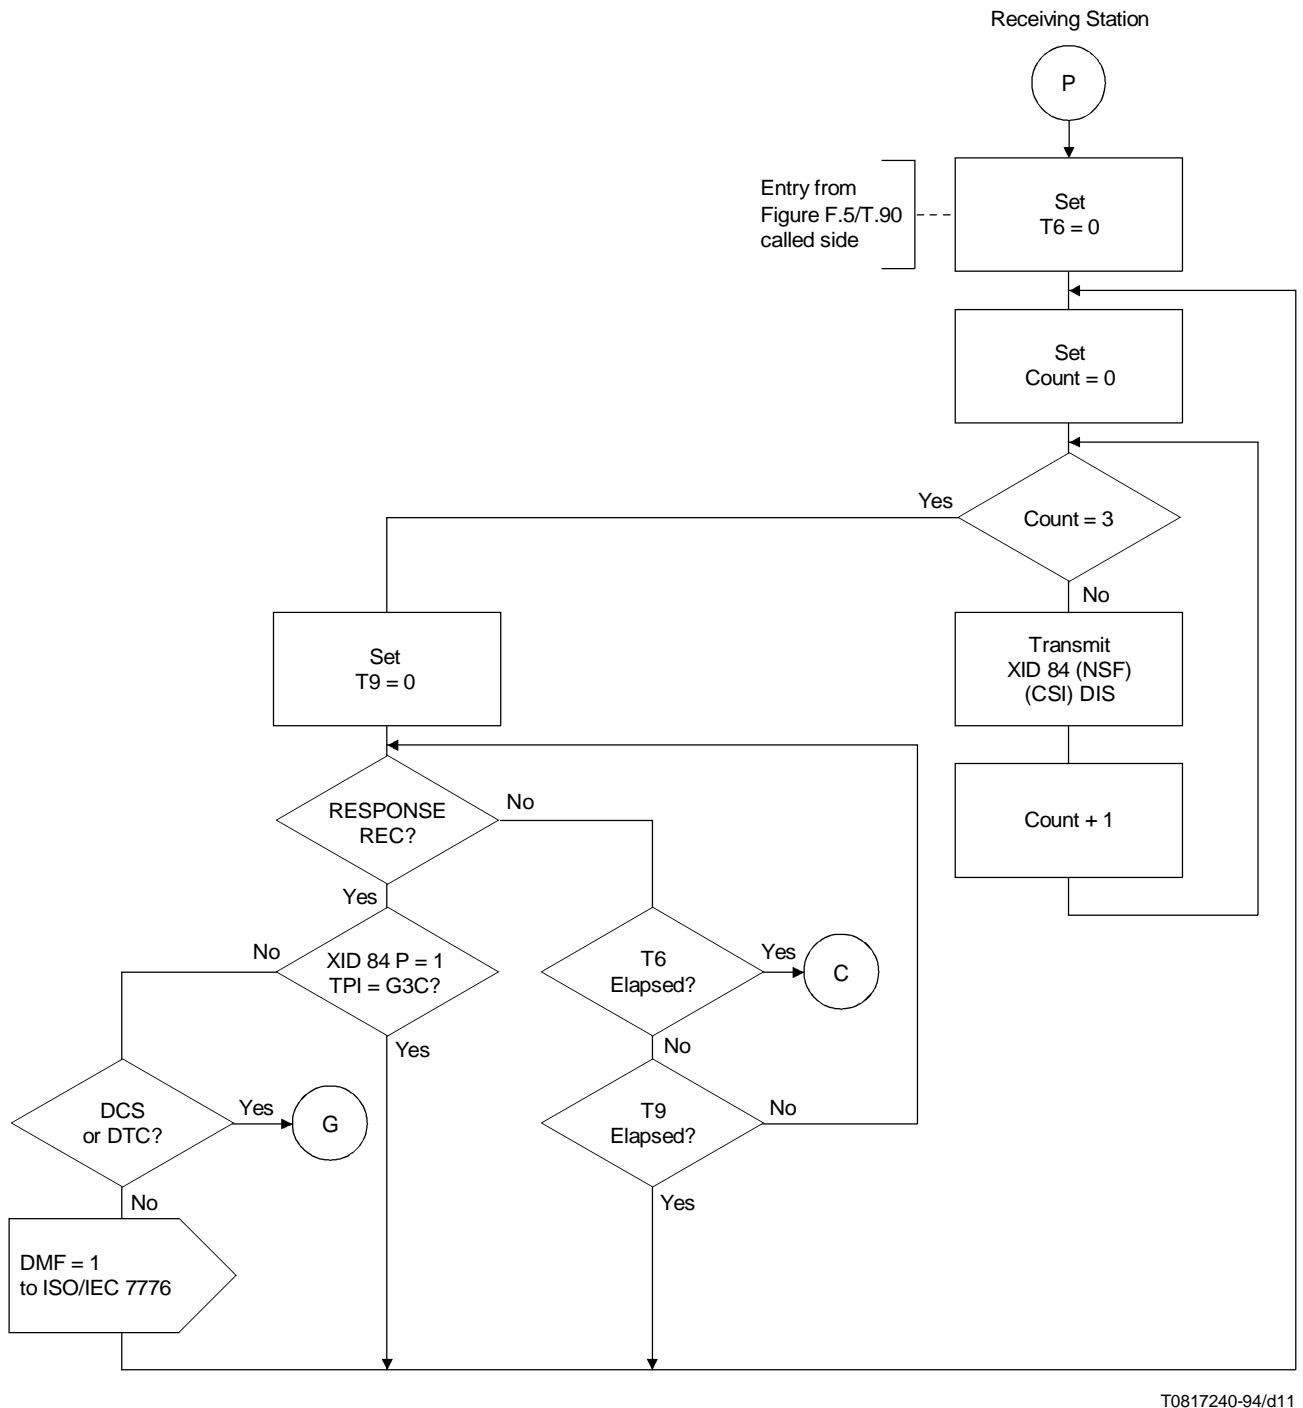 Receiving Station
P
Entry from
Figure F.5/T.90
called side
Set
T6 = 0
Set
Count = 0
Yes
Count = 3
No
Set
T9 = 0
Transmit
XID 84 (NSF)
(CSI) DIS
RESPONSE
REC?
No
Count + 1
Yes
No
XID 84 P = 1
TPI = G3C?
T6
Elapsed?
Yes
C
Yes
No
DCS
or DTC?
Yes
G
T9
Elapsed?
No
No
Yes
DMF = 1
to ISO/IEC 7776
T0817240-94/d11